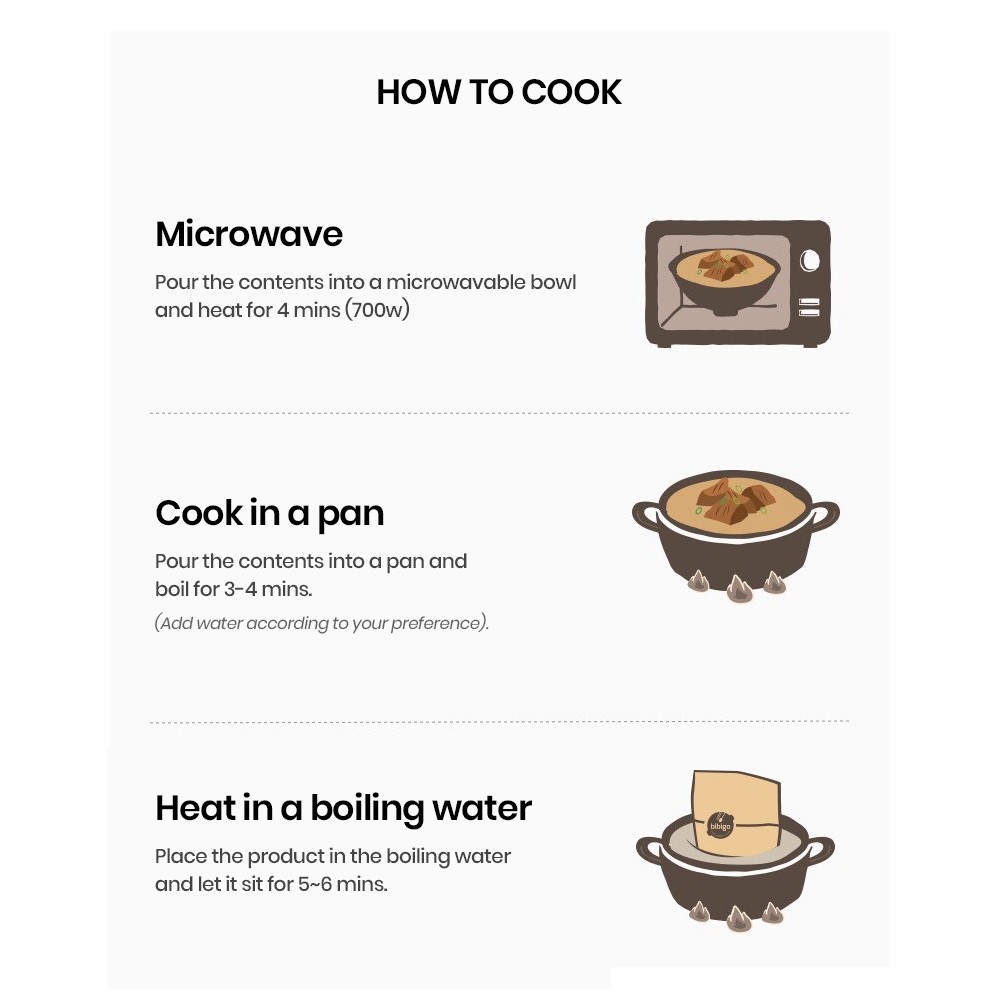 HOW TO COOK
Microwave
Pour the contents into a microwavable bowl
and heat for 4 mins (700w)
Cook in a pan
Pour the contents into a pan and
boil for 3-4 mins.
(Add water according to your preference).
Heat in a boiling water
Place the product in the boiling water
and let it sit for 5~6 mins.
bibigo